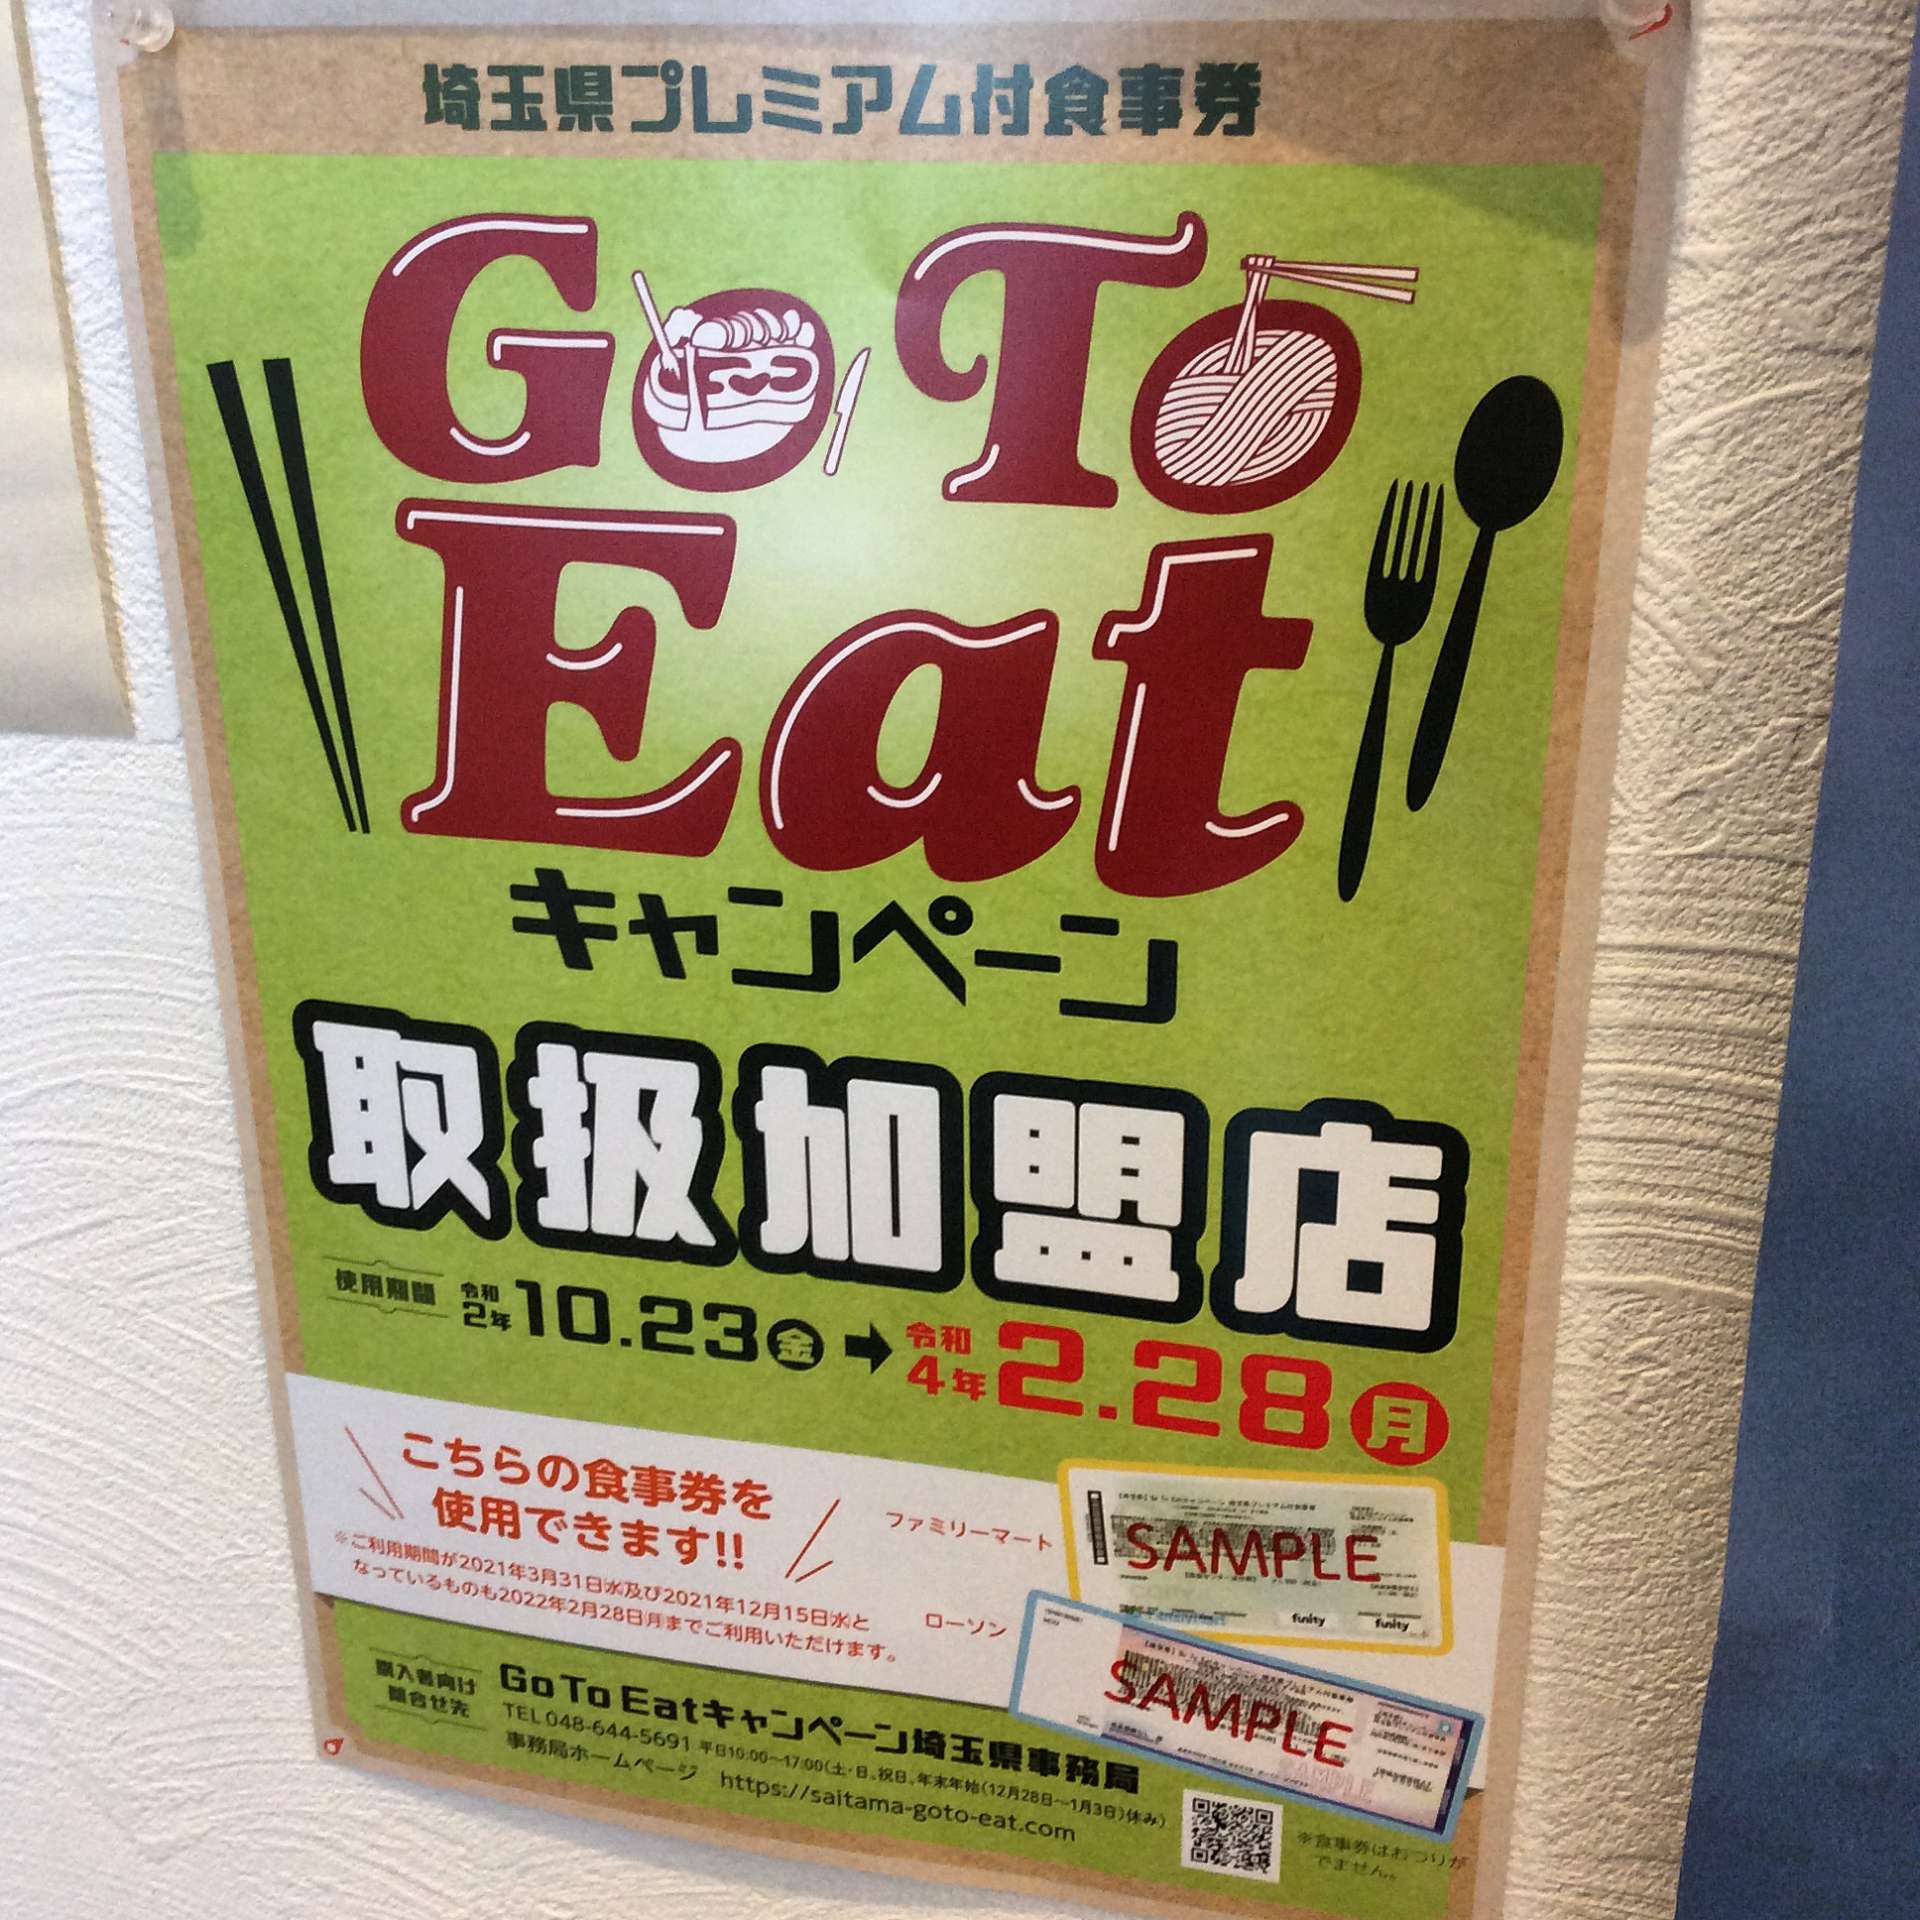 埼玉県プレミアム付食事券
Go To
Eat
キャンペーン
取扱加盟店
使用期間 令和2年10.23金➡令和4年2.28月
こちらの食事券を
使用できます!!
※ご利用期間が2021年3月31日㈬及び2021年12月15日㈬と
なっているものも2022年2月28日㈪までご利用いただけます。
ファミリーマート
SAMPLE
funity funity
ローソン
SAMPLE
購入者向け
問合せ先
Go To Eatキャンペーン埼玉県事務局
TEL 048-644-5691 平日10:00〜17:00(土・日、祝日、年末年始(12月28日〜1月3日)休み)
事務局ホームページ https://saitama-goto-eat.com
※食事券はおつりが
でません。